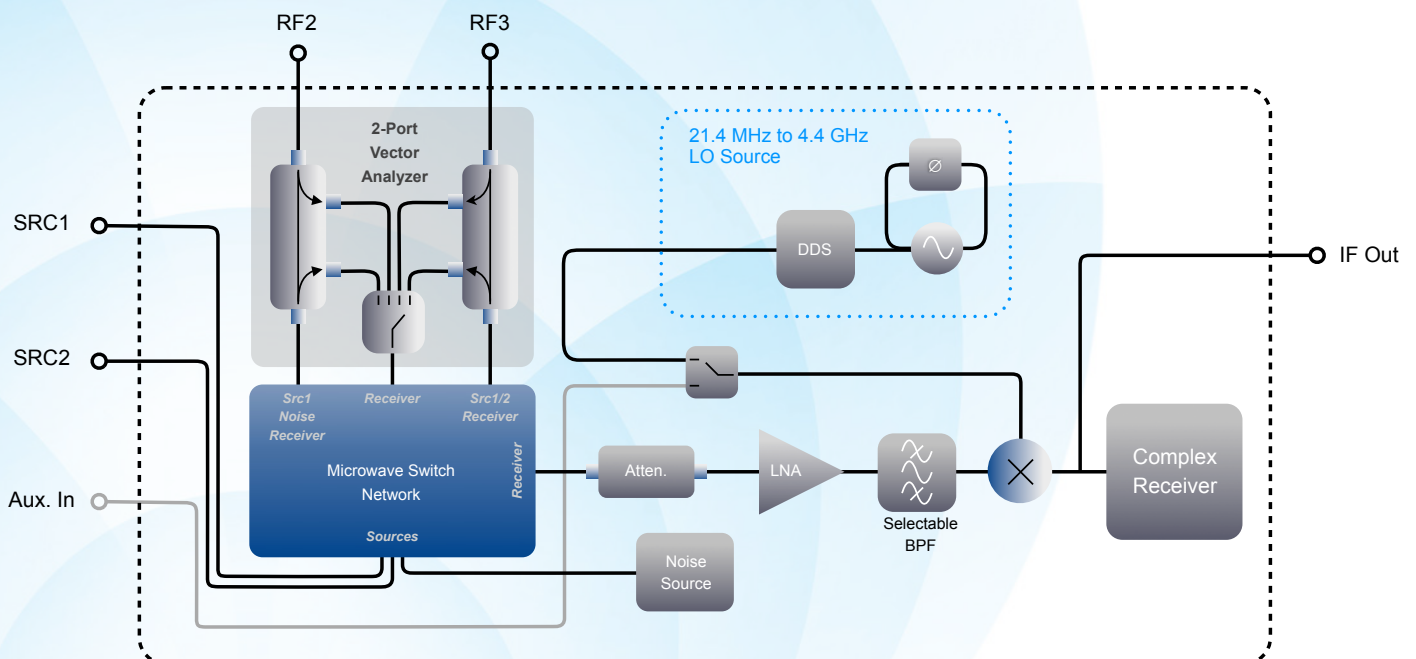 RF2
RF3
2-Port
Vector
Analyzer
21.4 MHz to 4.4 GHz
LO Source
Ø
SRC1
DDS
IF Out
SRC2
Src1
Noise
Receiver
Receiver
Src1/2
Receiver
Receiver
Microwave Switch
Network
Sources
Atten.
LNA
Selectable
BPF
Complex
Receiver
Aux. In
Noise
Source